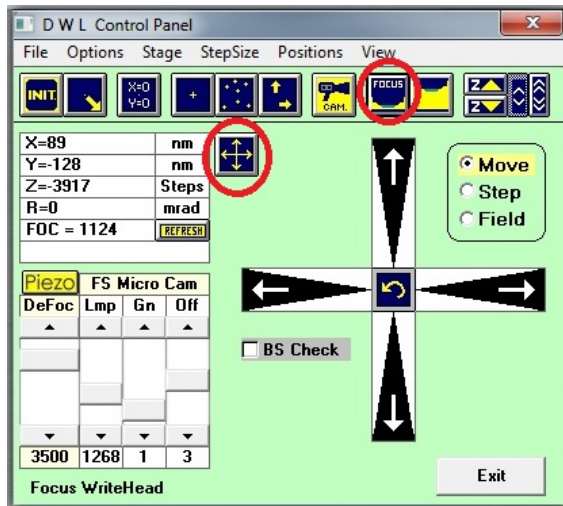 D W L Control Panel
File Options Stage StepSize Positions View
INIT. X=0 Y=0 CAM. FOCUS Z Z
X=89 nm
Y=-128 nm
Z=-3917 Steps
R=0 mrad
FOC = 1124 REFRESH
Move
Step
Field
Piezo FS Micro Cam
DeFoc Lmp Gn Off
BS Check
3500 1268 1 3
Focus WriteHead
Exit